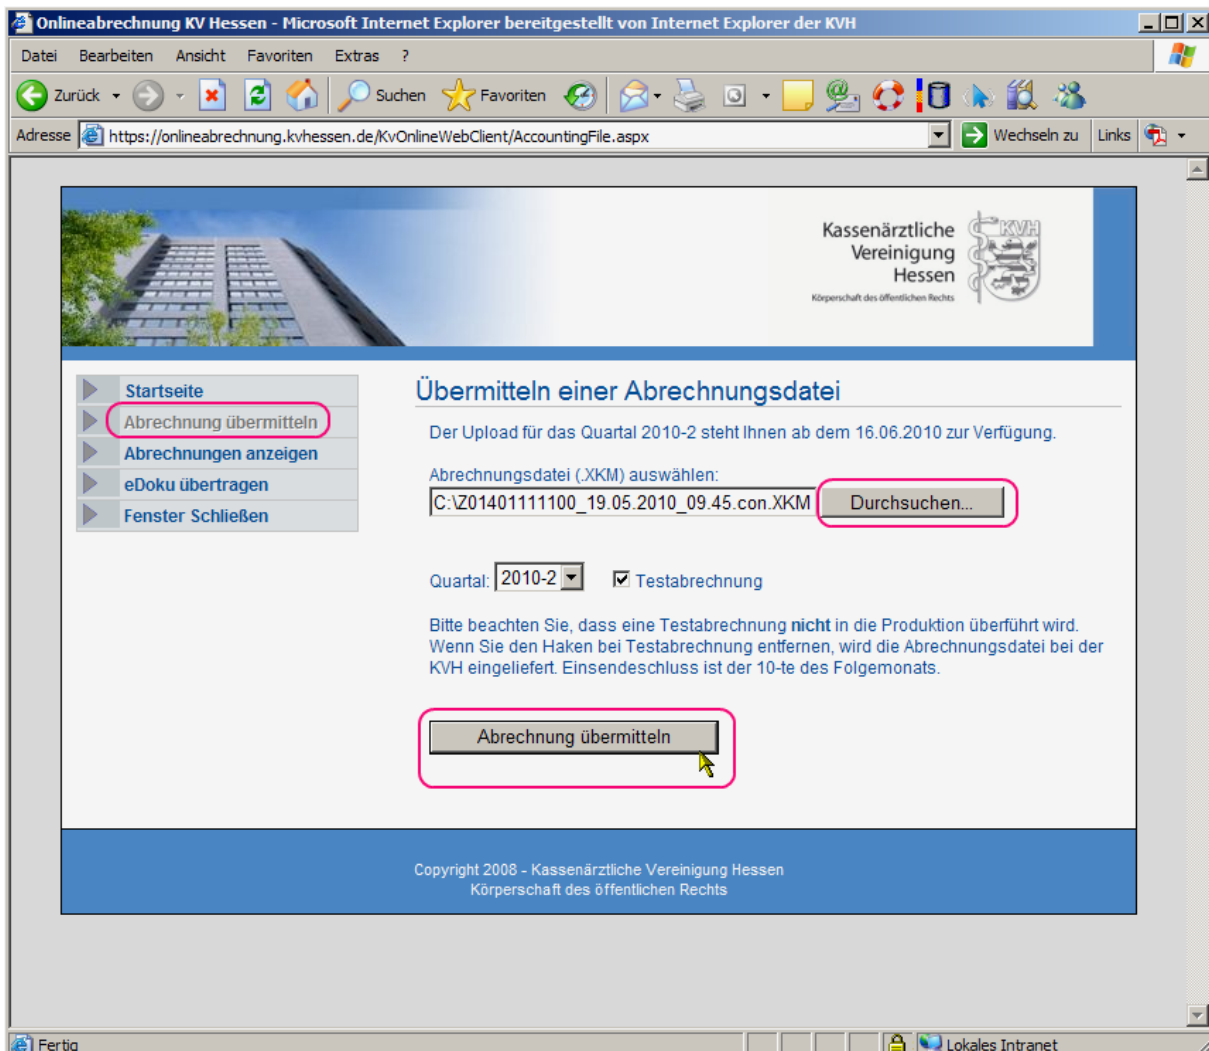 Onlineabrechnung KV Hessen - Microsoft Internet Explorer bereitgestellt von Internet Explorer der KVH
Datei Bearbeiten Ansicht Favoriten Extras ?
Zurück Suchen Favoriten
Adresse https://onlineabrechnung.kvhessen.de/KvOnlineWebClient/AccountingFile.aspx Wechseln zu Links
Kassenärztliche
Vereinigung
Hessen
Körperschaft des öffentlichen Rechts
KVH
Startseite
Abrechnung übermitteln
Abrechnungen anzeigen
eDoku übertragen
Fenster Schließen
Übermitteln einer Abrechnungsdatei
Der Upload für das Quartal 2010-2 steht Ihnen ab dem 16.06.2010 zur Verfügung.
Abrechnungsdatei (.XKM) auswählen:
C:\Z01401111100_19.05.2010_09.45.con.XKM Durchsuchen...
Quartal: 2010-2 Testabrechnung
Bitte beachten Sie, dass eine Testabrechnung nicht in die Produktion überführt wird.
Wenn Sie den Haken bei Testabrechnung entfernen, wird die Abrechnungsdatei bei der
KVH eingeliefert. Einsendeschluss ist der 10-te des Folgemonats.
Abrechnung übermitteln
Copyright 2008 - Kassenärztliche Vereinigung Hessen
Körperschaft des öffentlichen Rechts
Fertig Lokales Intranet